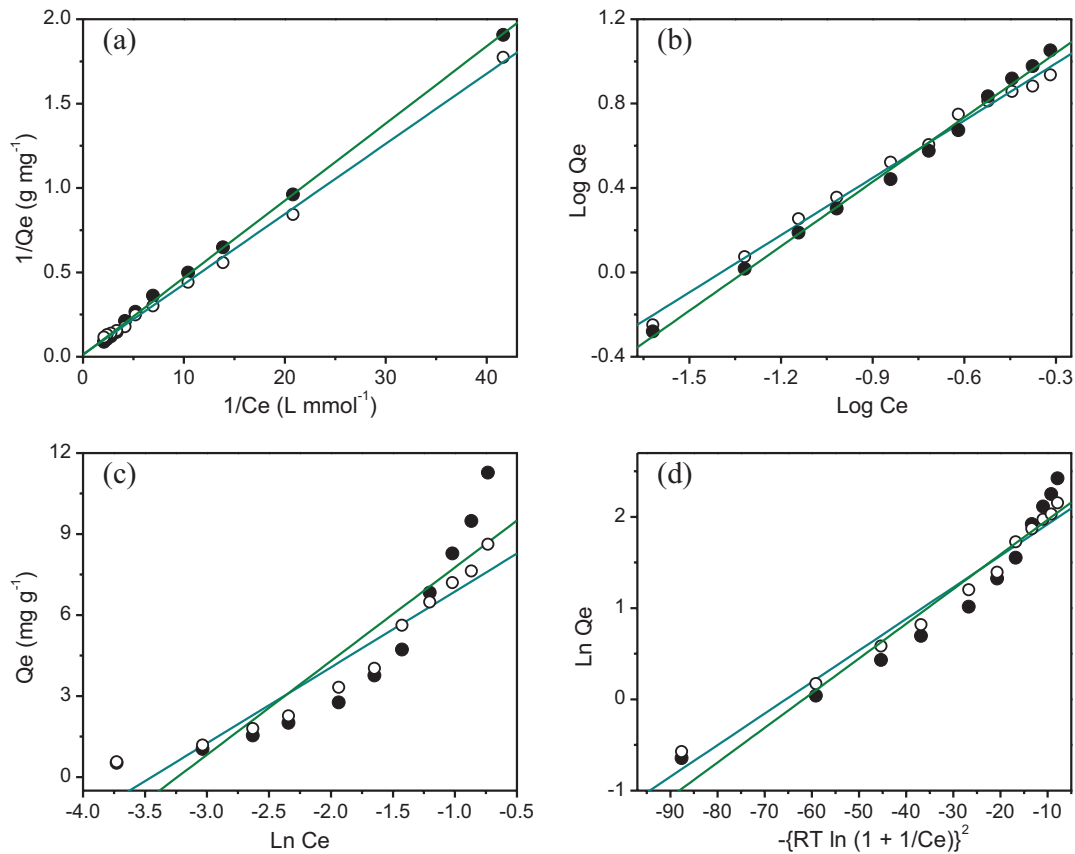 (a)
2.0
1.5
1.0
0.5
0.0
1/Qe (g mg⁻¹)
0 10 20 30 40
1/Ce (L mmol⁻¹)
(b)
1.2
0.8
0.4
0.0
-0.4
Log Qe
-1.5 -1.2 -0.9 -0.6 -0.3
Log Ce
(c)
12
9
6
3
0
Qe (mg g⁻¹)
-4.0 -3.5 -3.0 -2.5 -2.0 -1.5 -1.0 -0.5
Ln Ce
(d)
2
1
0
-1
Ln Qe
-90 -80 -70 -60 -50 -40 -30 -20 -10
-{RT ln (1 + 1/Ce)}²